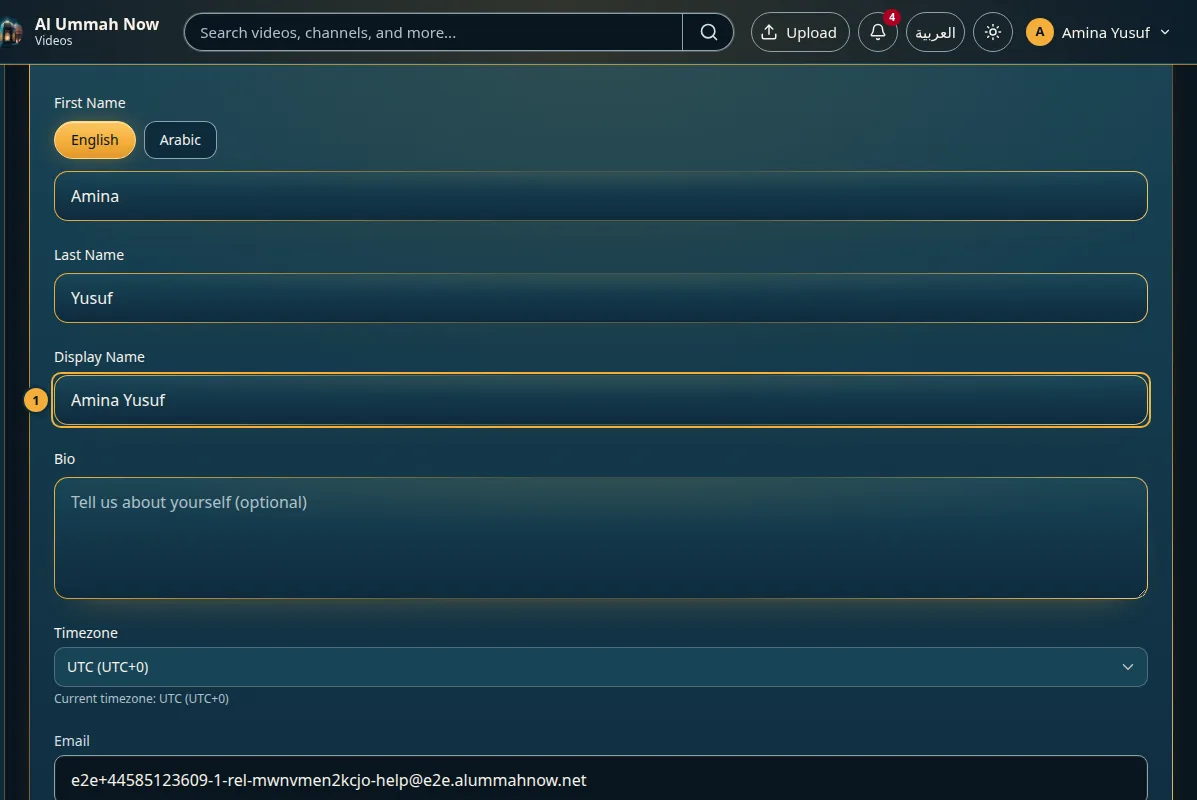 Al Ummah Now
Videos
Search videos, channels, and more...
Upload
4
العربية
A
Amina Yusuf
First Name
English
Arabic
Amina
Last Name
Yusuf
Display Name
1
Amina Yusuf
Bio
Tell us about yourself (optional)
Timezone
UTC (UTC+0)
Current timezone: UTC (UTC+0)
Email
e2e+44585123609-1-rel-mwnvmen2kcjo-help@e2e.alummahnow.net